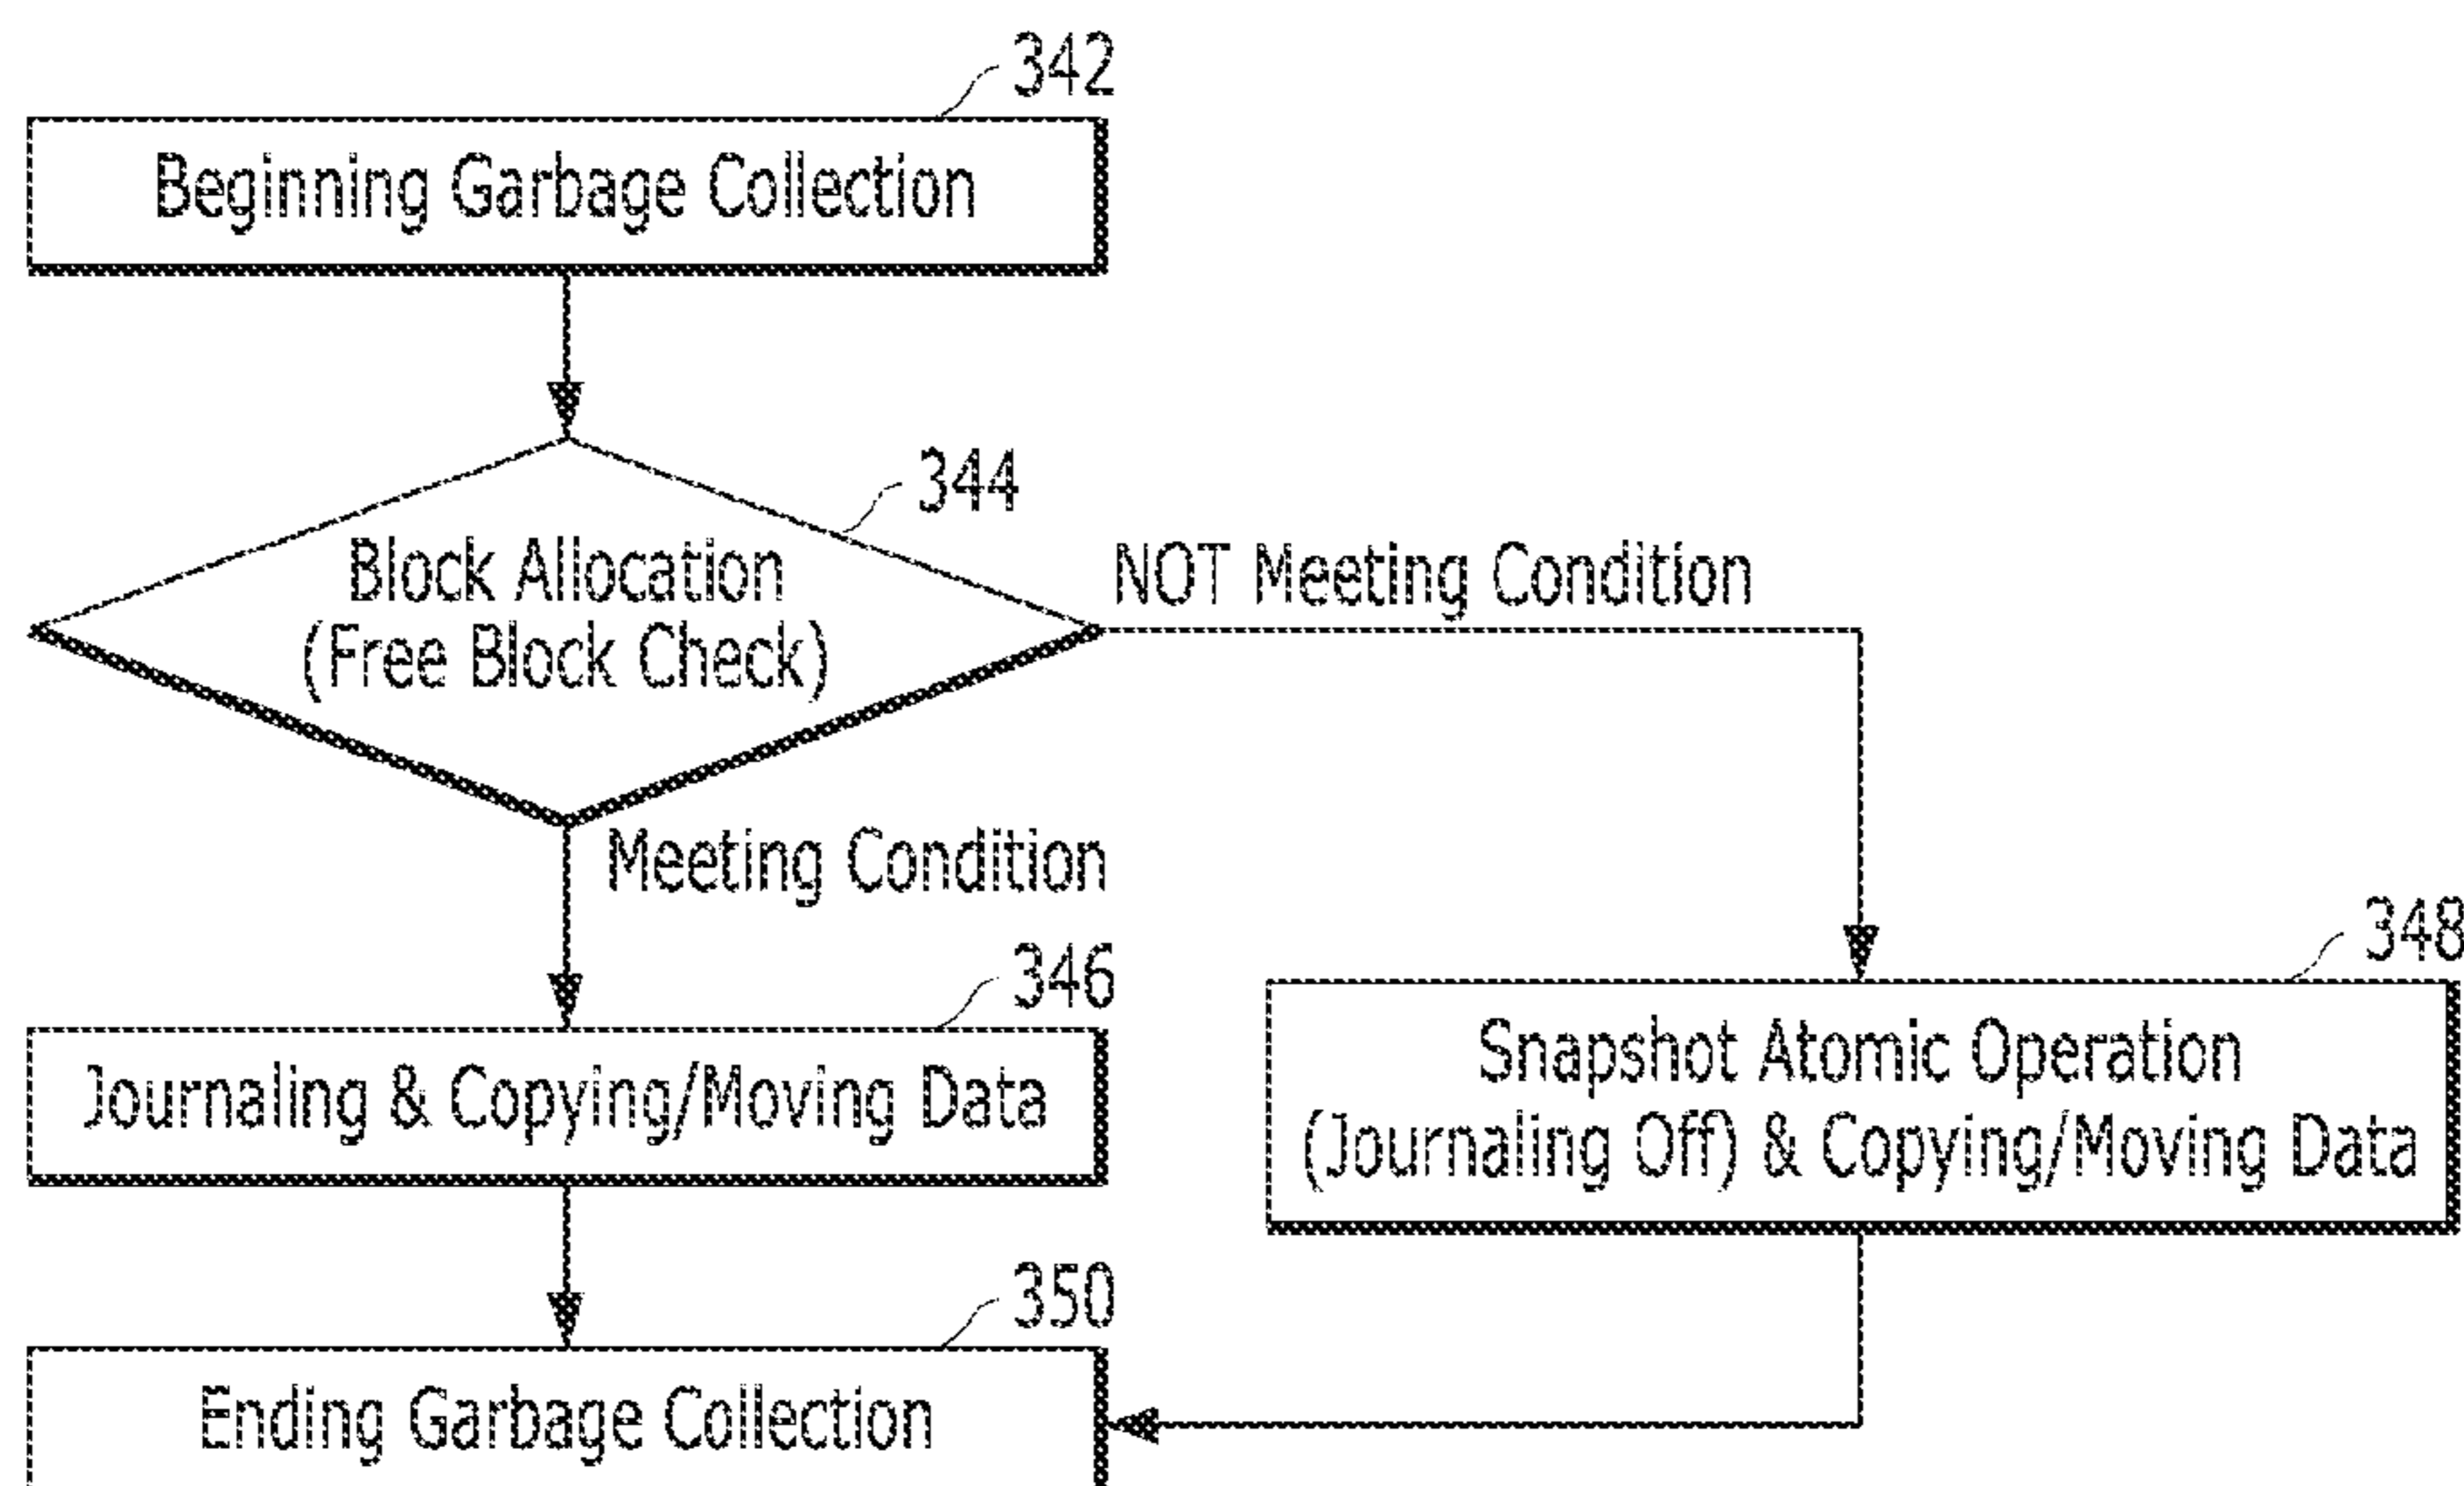 342
Beginning Garbage Collection
344
Block Allocation
(Free Block Check)
NOT Meeting Condition
Meeting Condition
346
Journaling & Copying/Moving Data
348
Snapshot Atomic Operation
(Journaling Off) & Copying/Moving Data
350
Ending Garbage Collection